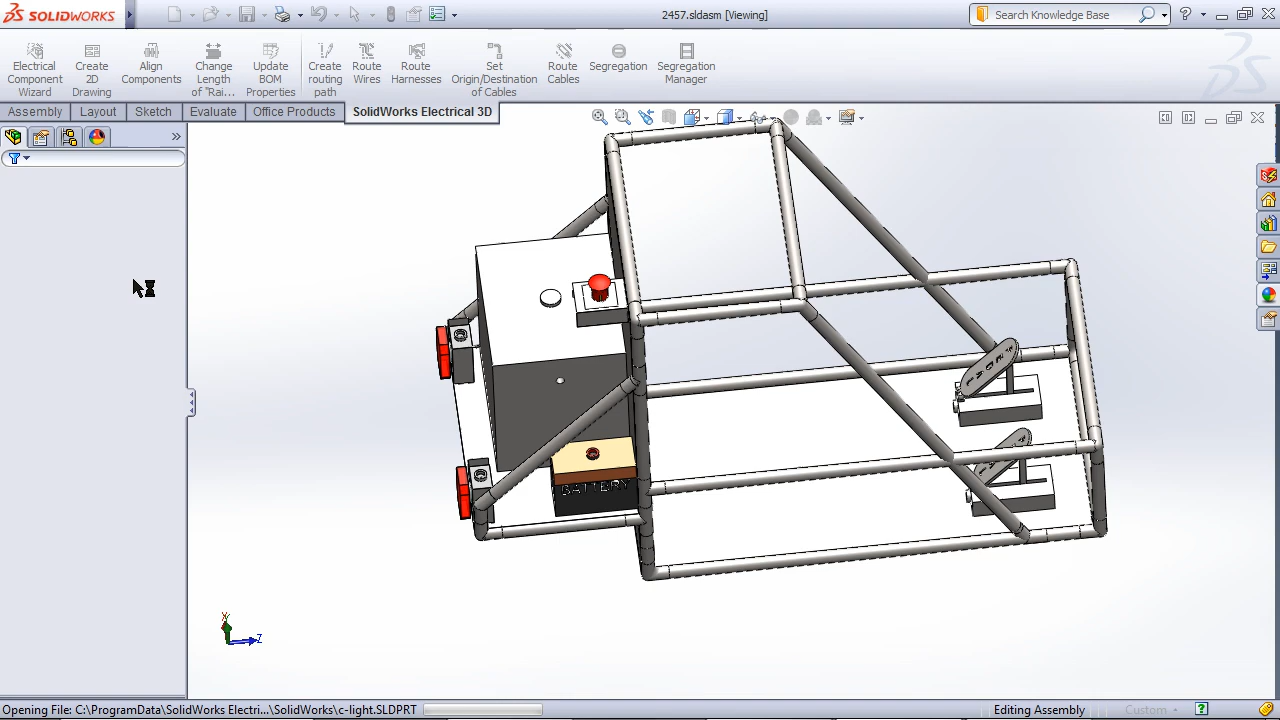 SOLIDWORKS
2457.sldasm [Viewing]
Search Knowledge Base
?
Electrical
Component
Wizard
Create
2D
Drawing
Align
Components
Change
Length
of "Rai...
Update
BOM
Properties
Create
routing
path
Route
Wires
Route
Harnesses
Set
Origin/Destination
of Cables
Route
Cables
Segregation
Segregation
Manager
Assembly
Layout
Sketch
Evaluate
Office Products
SolidWorks Electrical 3D
BATTERY
Y
Z
Opening File: C:\ProgramData\SolidWorks Electri...\SolidWorks\c-light.SLDPRT
Editing Assembly
Custom
?